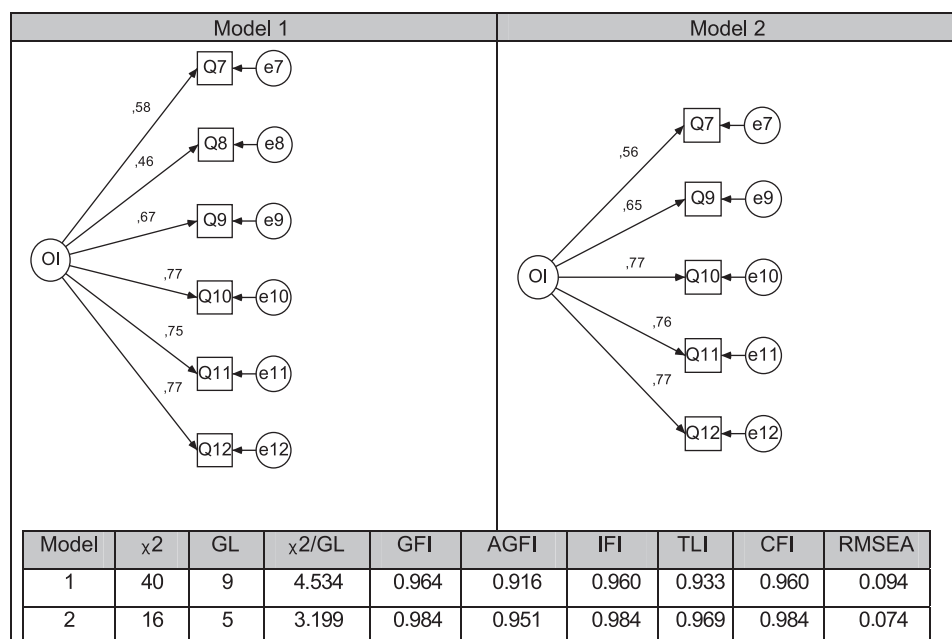 Model 1 Model 2
Q7 e7
,58
Q8 e8
,46
Q9 e9
,67
OI
,77
Q10 e10
,75
Q11 e11
,77
Q12 e12
Q7 e7
,56
Q9 e9
,65
OI
,77
Q10 e10
,76
Q11 e11
,77
Q12 e12
Model χ2 GL χ2/GL GFI AGFI IFI TLI CFI RMSEA
1 40 9 4.534 0.964 0.916 0.960 0.933 0.960 0.094
2 16 5 3.199 0.984 0.951 0.984 0.969 0.984 0.074